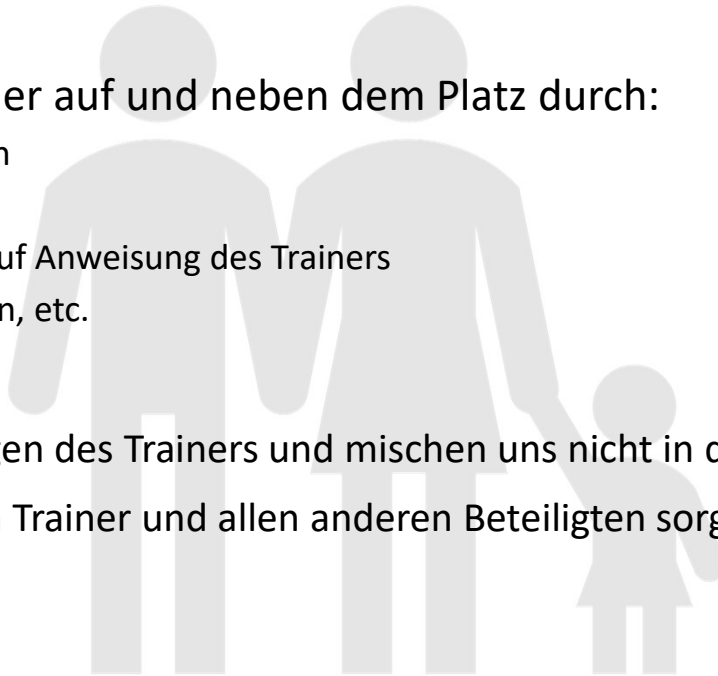 er auf und neben dem Platz durch:
n
uf Anweisung des Trainers
n, etc.
gen des Trainers und mischen uns nicht in d
Trainer und allen anderen Beteiligten sorg